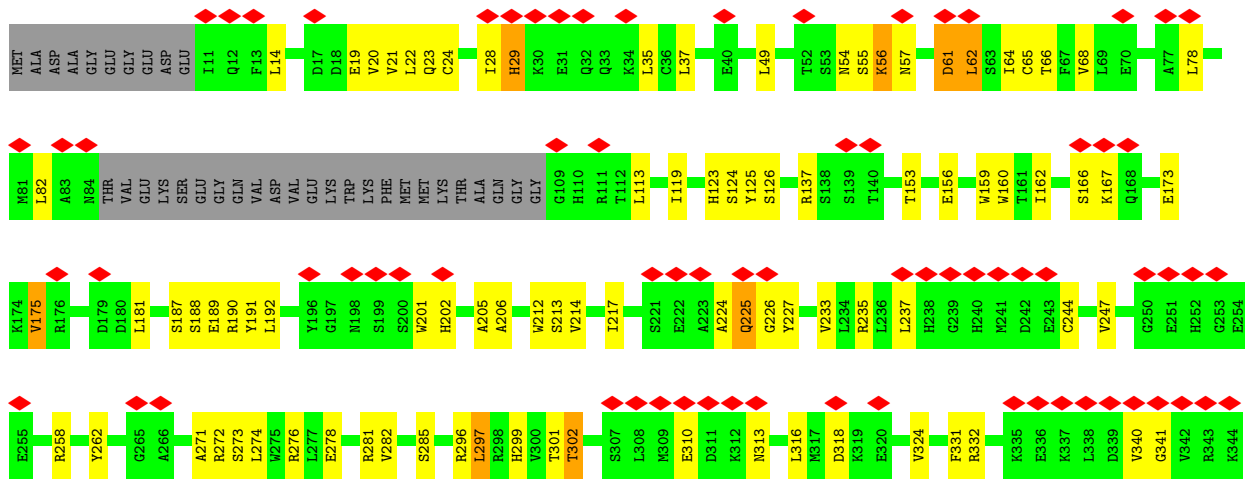 MET ALA ASP ALA GLY GLU GLY GLU ASP GLU I11 Q12 F13 L14 D17 D18 E19 V20 V21 L22 Q23 C24 I28 H29 K30 E31 Q32 Q33 K34 L35 C36 L37 E40 L49 T52 S53 N54 S55 K56 N57 D61 L62 S63 I64 C65 T66 F67 V68 L69 E70 A77 L78
M81 L82 A83 N84 THR VAL GLU LYS SER GLU GLY GLN VAL ASP VAL GLU LYS TRP LYS PHE MET MET LYS THR ALA GLN GLY GLY G109 H110 R111 T112 L113 I119 H123 S124 Y125 S126 R137 S138 S139 T140 T153 E156 W159 W160 T161 I162 S166 K167 Q168 E173
K174 V175 R176 D179 D180 L181 S187 S188 E189 R190 Y191 L192 Y196 G197 N198 S199 S200 W201 H202 A205 A206 W212 S213 V214 I217 S221 E222 A223 A224 Q225 G226 Y227 V233 L234 R235 L236 L237 H238 G239 H240 M241 D242 E243 C244 V247 G250 E251 H252 G253 E254
E255 R258 Y262 G265 A266 A271 R272 S273 L274 W275 R276 L277 E278 R281 V282 S285 R296 L297 R298 H299 V300 T301 T302 S307 L308 M309 E310 D311 K312 N313 L316 M317 D318 K319 E320 V324 F331 R332 K335 E336 K337 L338 D339 V340 G341 V342 R343 K344